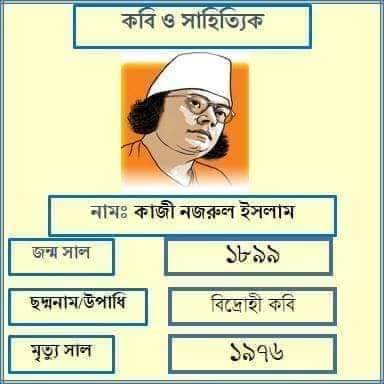 কবি ও সাহিত্যিক
নামঃ কাজী নজরুল ইসলাম
জন্ম সাল ১৮৯৯
ছদ্মনাম/উপাধি বিদ্রোহী কবি
মৃত্যু সাল ১৯৭৬